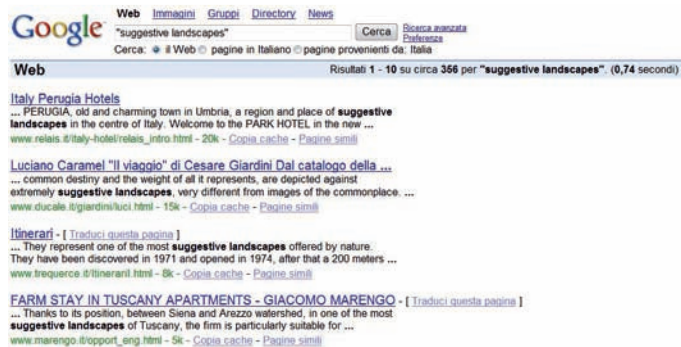 Google
Web Immagini Gruppi Directory News
"suggestive landscapes" Cerca Ricerca avanzata
Preferenze
Cerca: il Web pagine in Italiano pagine provenienti da: Italia
Web Risultati 1 - 10 su circa 356 per "suggestive landscapes". (0,74 secondi)
Italy Perugia Hotels
... PERUGIA, old and charming town in Umbria, a region and place of suggestive
landscapes in the centre of Italy. Welcome to the PARK HOTEL in the new ...
www.relais.it/italy-hotel/relais_intro.html - 20k - Copia cache - Pagine simili
Luciano Caramel "Il viaggio" di Cesare Giardini Dal catalogo della ...
... common destiny and the weight of all it represents, are depicted against
extremely suggestive landscapes, very different from images of the commonplace. ...
www.ducale.it/giardini/luci.html - 15k - Copia cache - Pagine simili
Itinerari - [ Traduci questa pagina ]
... They represent one of the most suggestive landscapes offered by nature.
They have been discovered in 1971 and opened in 1974, after that a 200 meters ...
www.trequerce.it/Itineraril.html - 8k - Copia cache - Pagine simili
FARM STAY IN TUSCANY APARTMENTS - GIACOMO MARENGO - [ Traduci questa pagina ]
... Thanks to its position, between Siena and Arezzo watershed, in one of the most
suggestive landscapes of Tuscany, the firm is particularly suitable for ...
www.marengo.it/opport_eng.html - 5k - Copia cache - Pagine simili